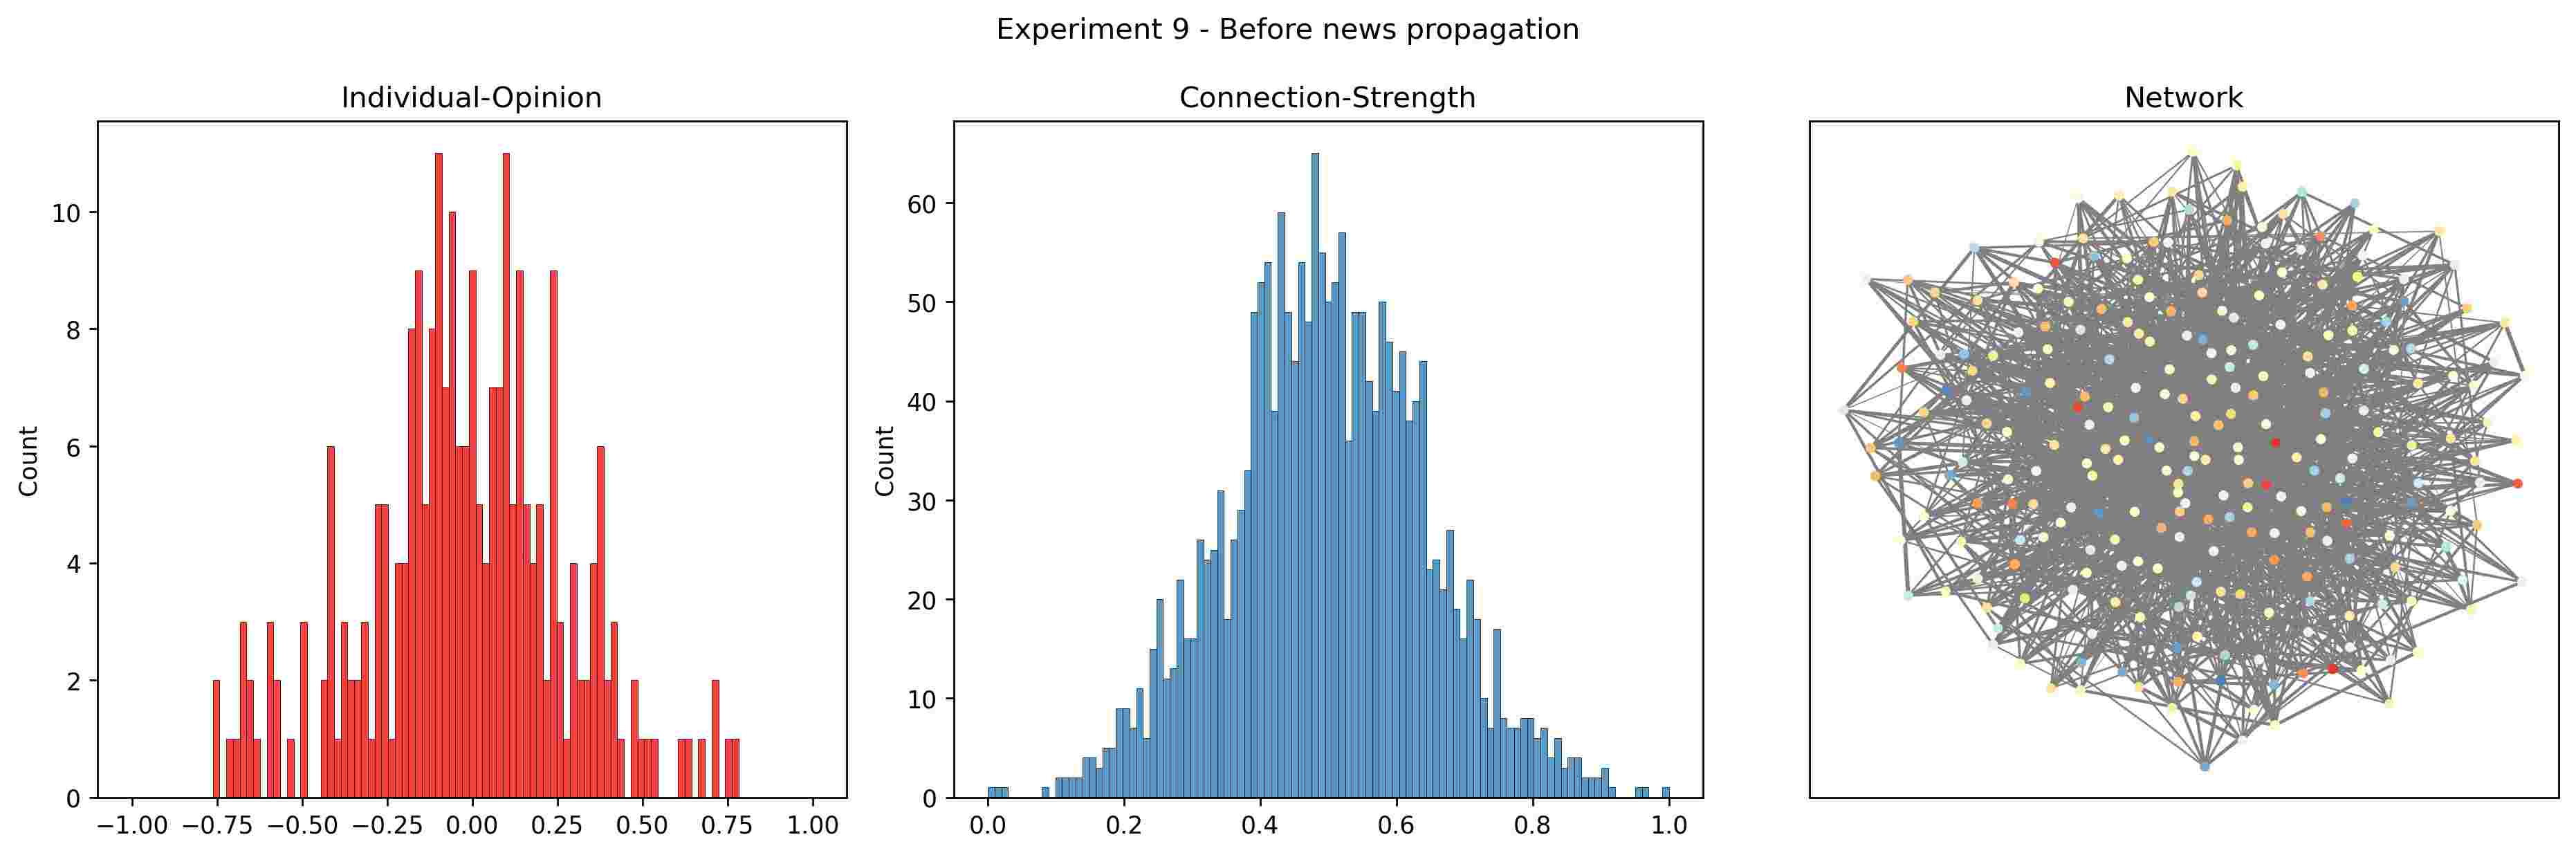 Experiment 9 - Before news propagation
Individual-Opinion
Count
10
8
6
4
2
0
−1.00 −0.75 −0.50 −0.25 0.00 0.25 0.50 0.75 1.00
Connection-Strength
Count
60
50
40
30
20
10
0
0.0 0.2 0.4 0.6 0.8 1.0
Network